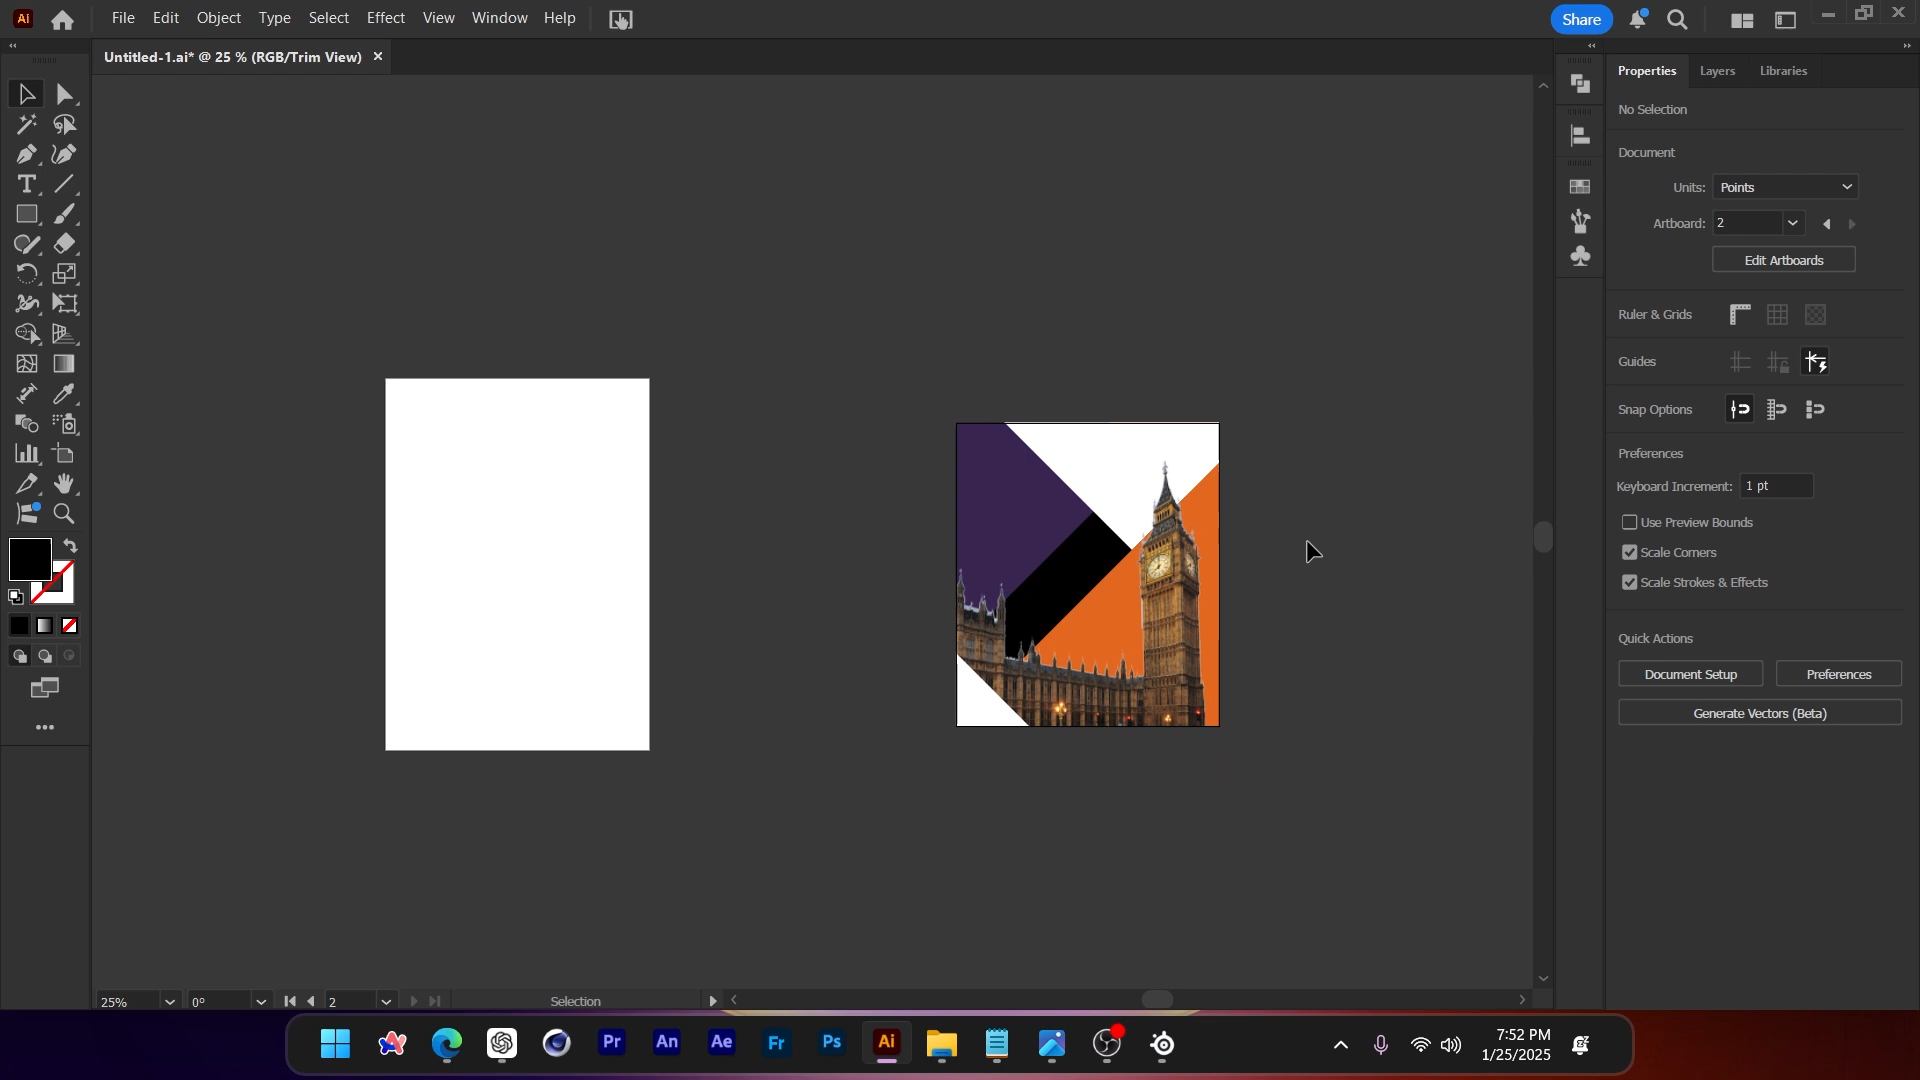 Ai
File Edit Object Type Select Effect View Window Help
Share
Untitled-1.ai* @ 25 % (RGB/Trim View) ×
Properties Layers Libraries
No Selection
Document
Units: Points
Artboard: 2
Edit Artboards
Ruler & Grids
Guides
Snap Options
Preferences
Keyboard Increment: 1 pt
Use Preview Bounds
Scale Corners
Scale Strokes & Effects
Quick Actions
Document Setup Preferences
Generate Vectors (Beta)
25% 0° 2 Selection
Pr An Ae Fr Ps Ai
7:52 PM
1/25/2025